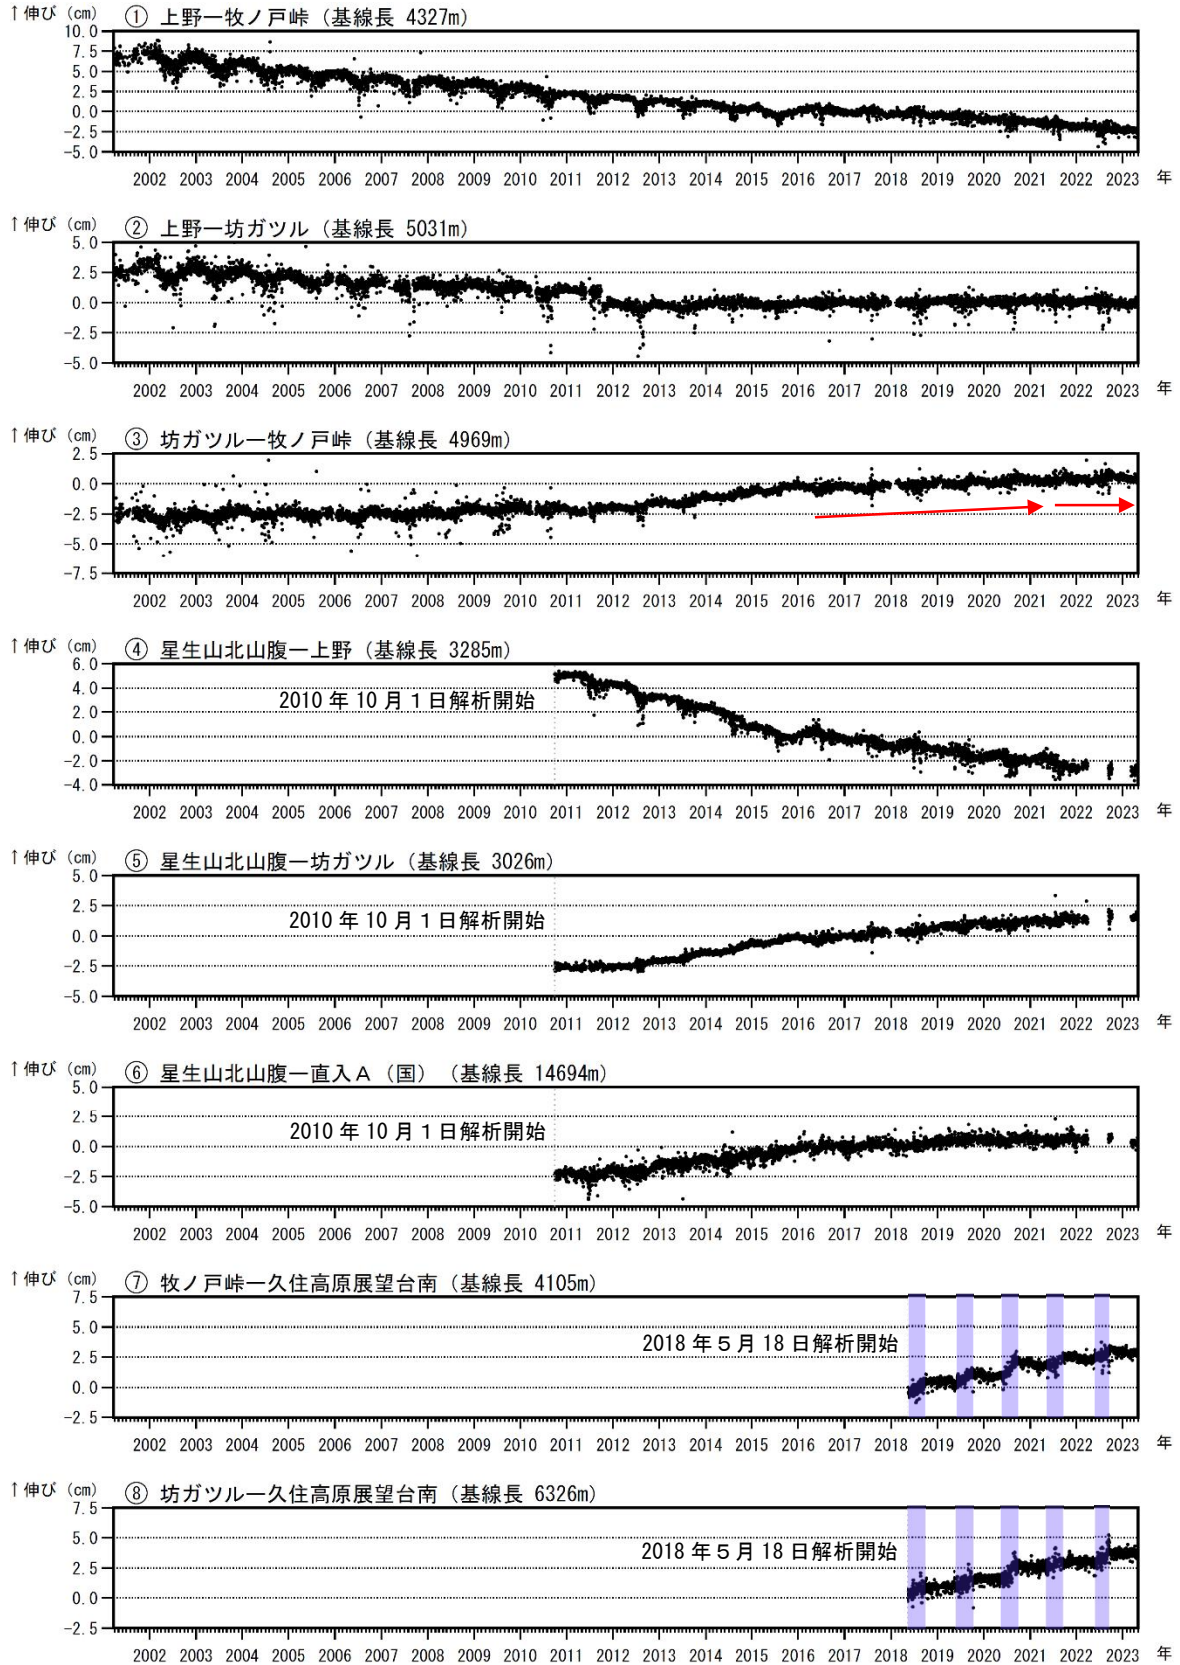 ↑伸び (cm) ① 上野ー牧ノ戸峠 (基線長 4327m)
10.0
7.5
5.0
2.5
0.0
-2.5
-5.0
2002 2003 2004 2005 2006 2007 2008 2009 2010 2011 2012 2013 2014 2015 2016 2017 2018 2019 2020 2021 2022 2023 年
↑伸び (cm) ② 上野ー坊ガツル (基線長 5031m)
5.0
2.5
0.0
-2.5
-5.0
2002 2003 2004 2005 2006 2007 2008 2009 2010 2011 2012 2013 2014 2015 2016 2017 2018 2019 2020 2021 2022 2023 年
↑伸び (cm) ③ 坊ガツルー牧ノ戸峠 (基線長 4969m)
2.5
0.0
-2.5
-5.0
-7.5
2002 2003 2004 2005 2006 2007 2008 2009 2010 2011 2012 2013 2014 2015 2016 2017 2018 2019 2020 2021 2022 2023 年
↑伸び (cm) ④ 星生山北山腹ー上野 (基線長 3285m)
6.0
4.0
2010 年 10 月 1 日解析開始
2.0
0.0
-2.0
-4.0
2002 2003 2004 2005 2006 2007 2008 2009 2010 2011 2012 2013 2014 2015 2016 2017 2018 2019 2020 2021 2022 2023 年
↑伸び (cm) ⑤ 星生山北山腹ー坊ガツル (基線長 3026m)
5.0
2.5
2010 年 10 月 1 日解析開始
0.0
-2.5
-5.0
2002 2003 2004 2005 2006 2007 2008 2009 2010 2011 2012 2013 2014 2015 2016 2017 2018 2019 2020 2021 2022 2023 年
↑伸び (cm) ⑥ 星生山北山腹ー直入A (国) (基線長 14694m)
5.0
2.5
2010 年 10 月 1 日解析開始
0.0
-2.5
-5.0
2002 2003 2004 2005 2006 2007 2008 2009 2010 2011 2012 2013 2014 2015 2016 2017 2018 2019 2020 2021 2022 2023 年
↑伸び (cm) ⑦ 牧ノ戸峠ー久住高原展望台南 (基線長 4105m)
7.5
5.0
2018 年 5 月 18 日解析開始
2.5
0.0
-2.5
2002 2003 2004 2005 2006 2007 2008 2009 2010 2011 2012 2013 2014 2015 2016 2017 2018 2019 2020 2021 2022 2023 年
↑伸び (cm) ⑧ 坊ガツルー久住高原展望台南 (基線長 6326m)
7.5
5.0
2018 年 5 月 18 日解析開始
2.5
0.0
-2.5
2002 2003 2004 2005 2006 2007 2008 2009 2010 2011 2012 2013 2014 2015 2016 2017 2018 2019 2020 2021 2022 2023 年